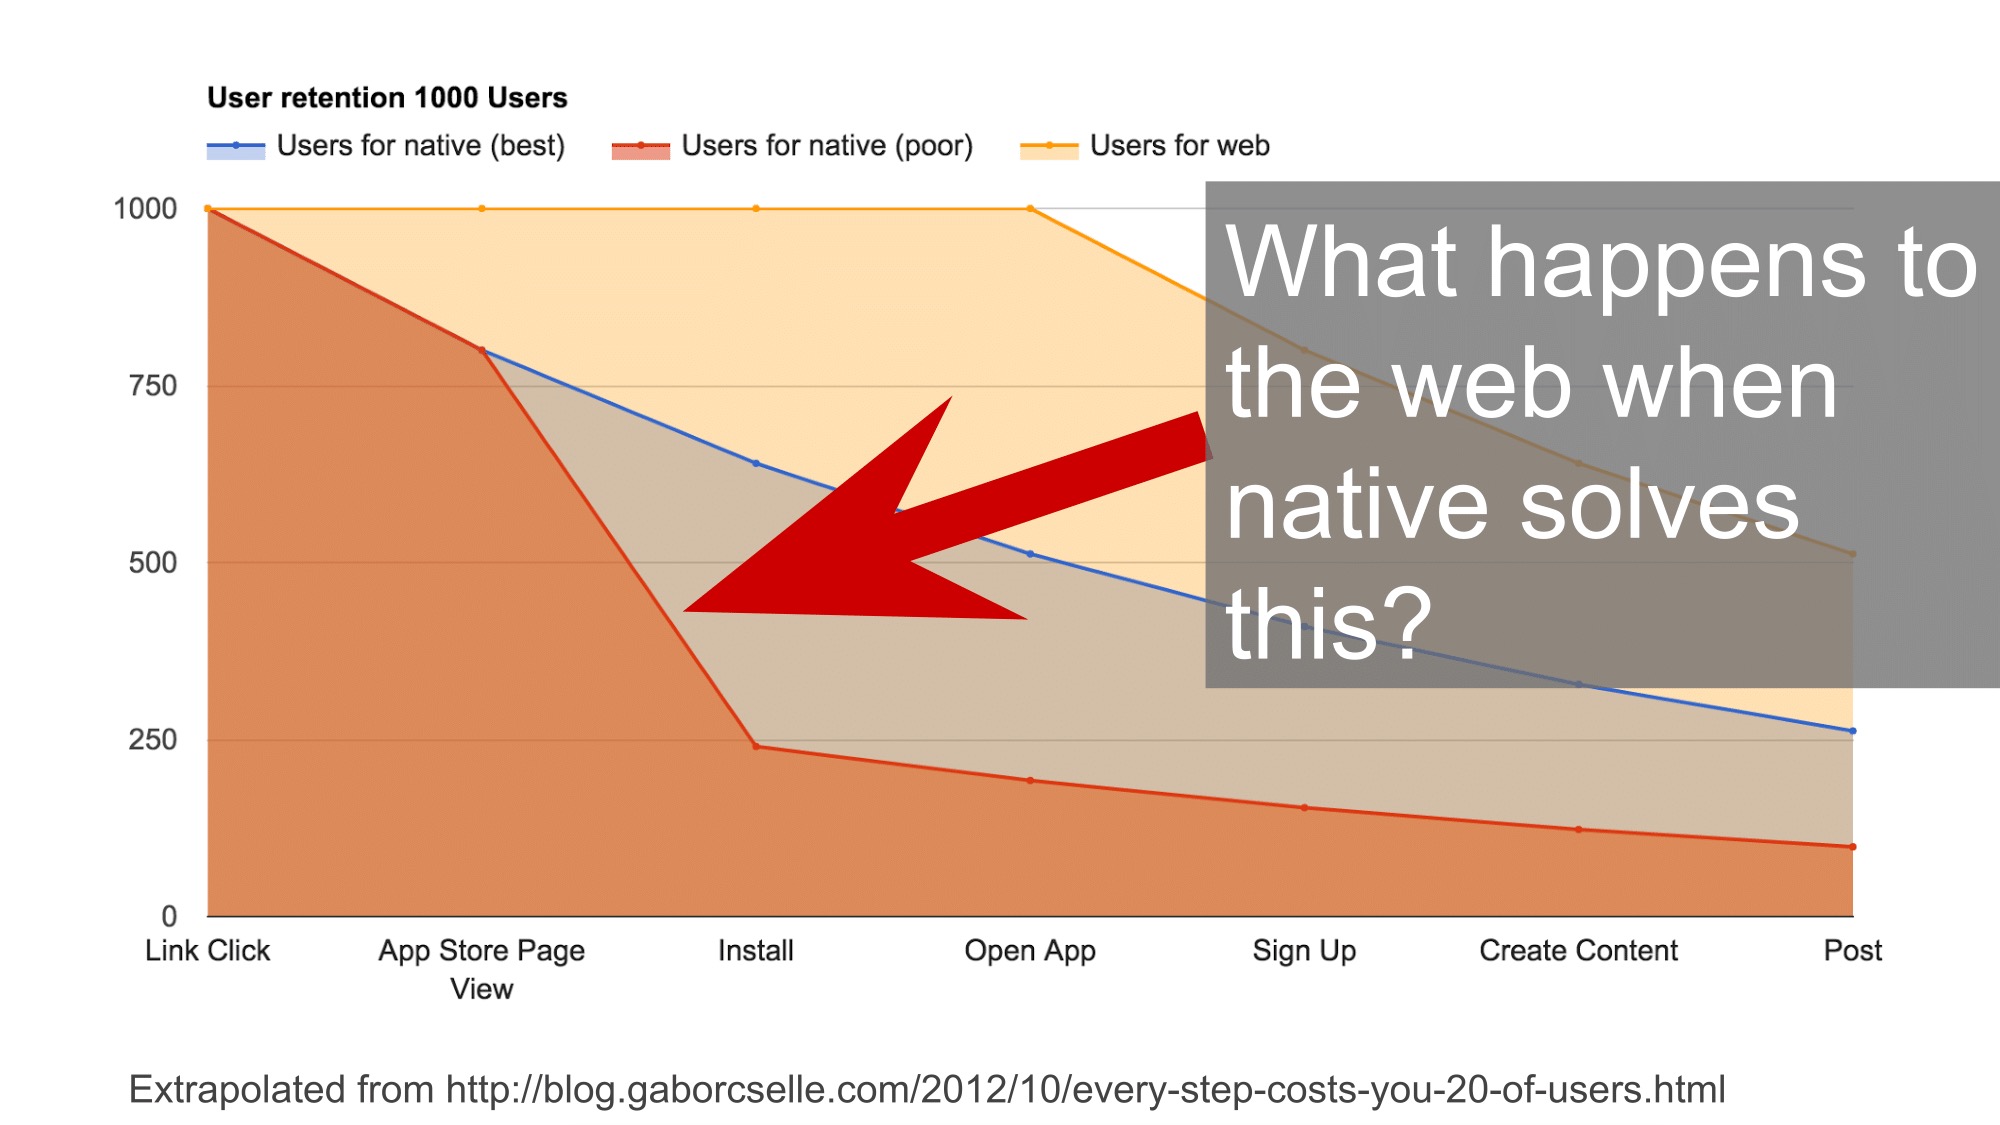 User retention 1000 Users
Users for native (best) Users for native (poor) Users for web
1000
750
500
250
0
What happens to
the web when
native solves
this?
Link Click App Store Page Install Open App Sign Up Create Content Post
View
Extrapolated from http://blog.gaborcselle.com/2012/10/every-step-costs-you-20-of-users.html